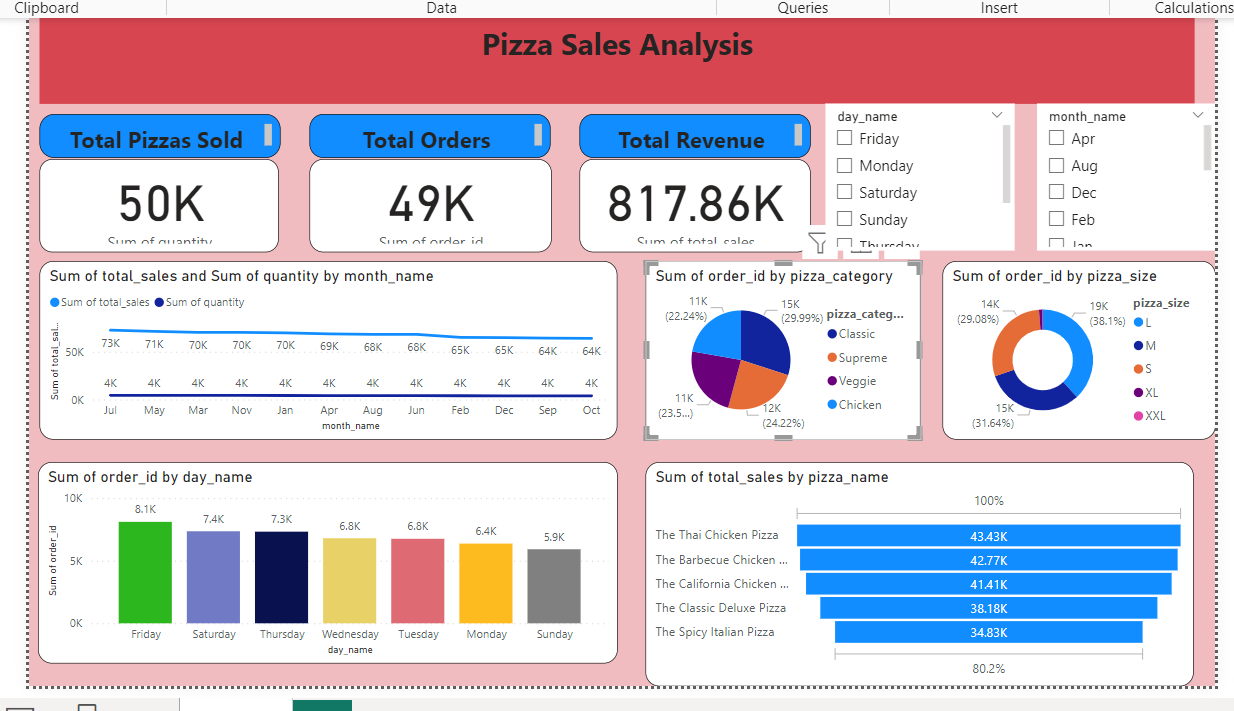 Clipboard Data Queries Insert Calculations
Pizza Sales Analysis
Total Pizzas Sold
50K
Sum of quantity
Total Orders
49K
Sum of order_id
Total Revenue
817.86K
Sum of total_sales
day_name
Friday
Monday
Saturday
Sunday
Thursday
month_name
Apr
Aug
Dec
Feb
Jan
Sum of total_sales and Sum of quantity by month_name
Sum of total_sales Sum of quantity
Sum of total_sal...
50K
0K
73K 71K 70K 70K 70K 69K 68K 68K 65K 65K 64K 64K
4K 4K 4K 4K 4K 4K 4K 4K 4K 4K 4K 4K
Jul May Mar Nov Jan Apr Aug Jun Feb Dec Sep Oct
month_name
Sum of order_id by pizza_category
11K
(22.24%)
15K
(29.99%)
11K
(23.5...)
12K
(24.22%)
pizza_categ...
Classic
Supreme
Veggie
Chicken
Sum of order_id by pizza_size
14K
(29.08%)
19K
(38.1%)
15K
(31.64%)
pizza_size
L
M
S
XL
XXL
Sum of order_id by day_name
Sum of order_id
10K
5K
0K
8.1K 7.4K 7.3K 6.8K 6.8K 6.4K 5.9K
Friday Saturday Thursday Wednesday Tuesday Monday Sunday
day_name
Sum of total_sales by pizza_name
100%
The Thai Chicken Pizza 43.43K
The Barbecue Chicken ... 42.77K
The California Chicken ... 41.41K
The Classic Deluxe Pizza 38.18K
The Spicy Italian Pizza 34.83K
80.2%